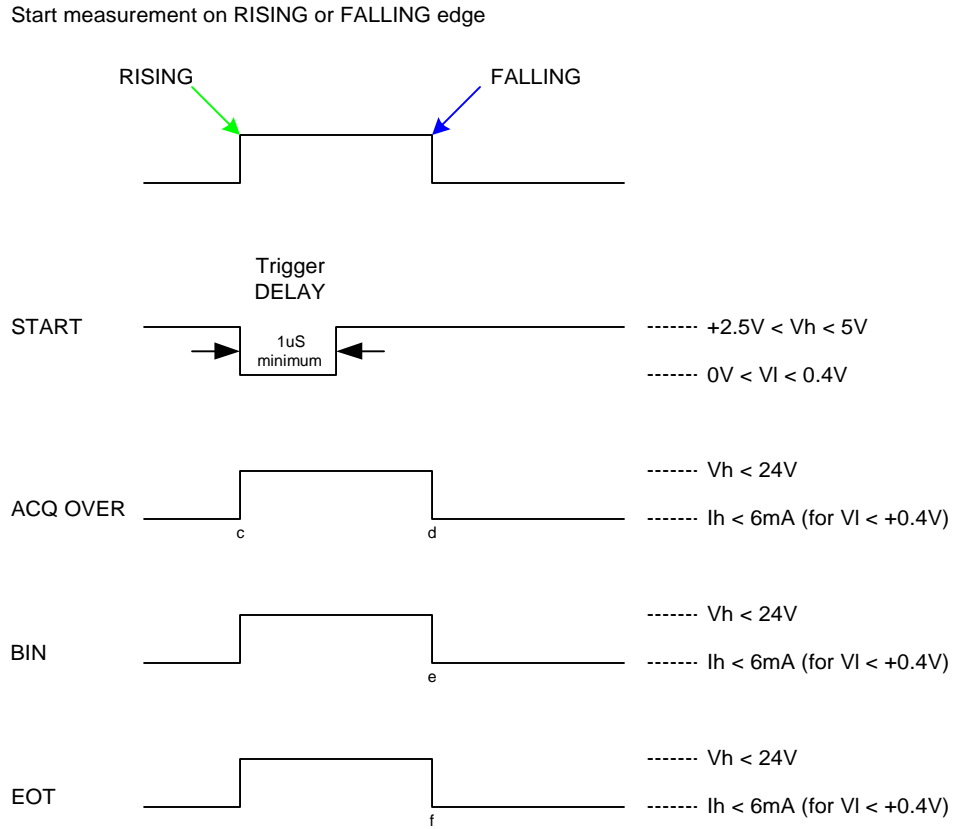 Start measurement on RISING or FALLING edge
RISING
FALLING
Trigger
DELAY
START
1uS
minimum
+2.5V < Vh < 5V
0V < Vl < 0.4V
Vh < 24V
ACQ OVER
Ih < 6mA (for Vl < +0.4V)
c
d
Vh < 24V
BIN
Ih < 6mA (for Vl < +0.4V)
e
Vh < 24V
EOT
Ih < 6mA (for Vl < +0.4V)
f